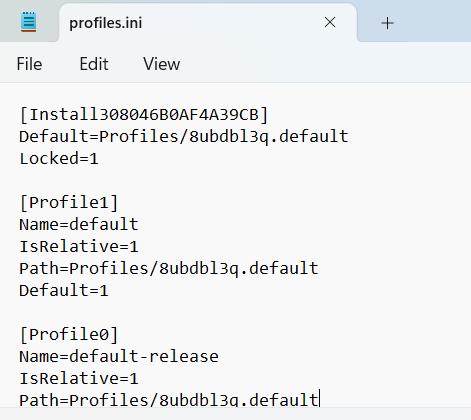 profiles.ini
File Edit View
[Install308046B0AF4A39CB]
Default=Profiles/8ubdbl3q.default
Locked=1
[Profile1]
Name=default
IsRelative=1
Path=Profiles/8ubdbl3q.default
Default=1
[Profile0]
Name=default-release
IsRelative=1
Path=Profiles/8ubdbl3q.default